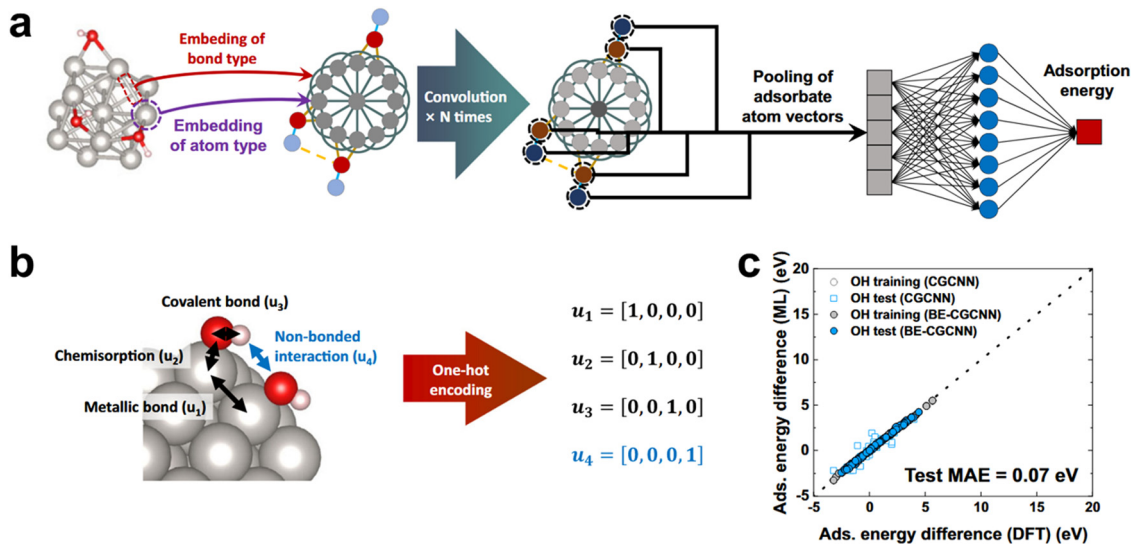 a
Embeding of
bond type
Embedding
of atom type
Convolution
× N times
Pooling of
adsorbate
atom vectors
Adsorption
energy
b
Covalent bond (u₃)
Non-bonded
interaction (u₄)
Chemisorption
(u₂)
Metallic bond (u₁)
One-hot
encoding
u₁ = [1, 0, 0, 0]
u₂ = [0, 1, 0, 0]
u₃ = [0, 0, 1, 0]
u₄ = [0, 0, 0, 1]
c
Ads. energy difference (ML) (eV)
20
15
10
5
0
-5
OH training (CGCNN)
OH test (CGCNN)
OH training (BE-CGCNN)
OH test (BE-CGCNN)
Test MAE = 0.07 eV
-5 0 5 10 15 20
Ads. energy difference (DFT) (eV)